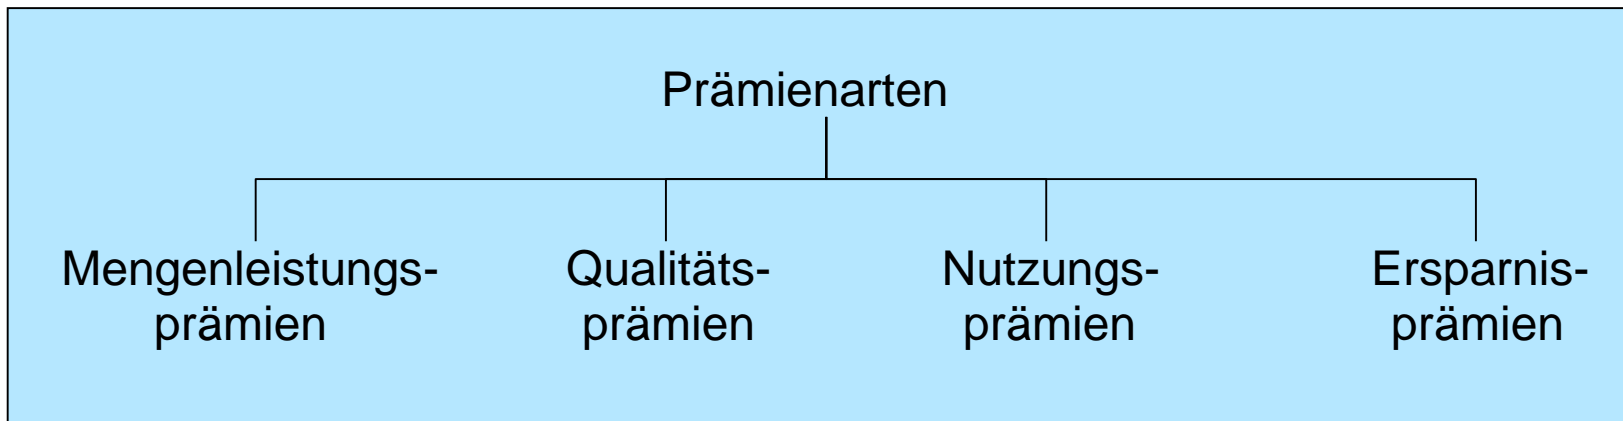 Prämienarten
Mengenleistungs-
prämien
Qualitäts-
prämien
Nutzungs-
prämien
Ersparnis-
prämien